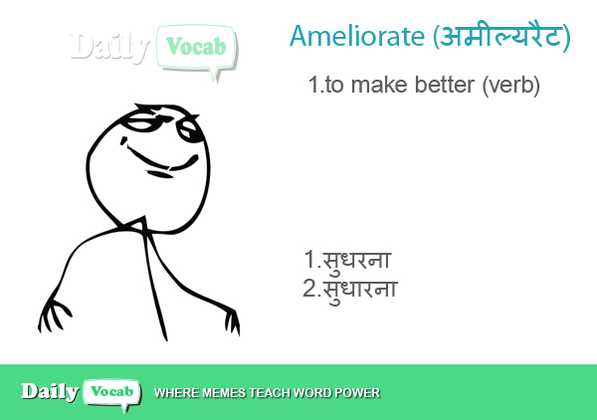 Daily Vocab
Ameliorate (अमील्यरैट)
1.to make better (verb)
1.सुधरना
2.सुधारना
Daily Vocab WHERE MEMES TEACH WORD POWER